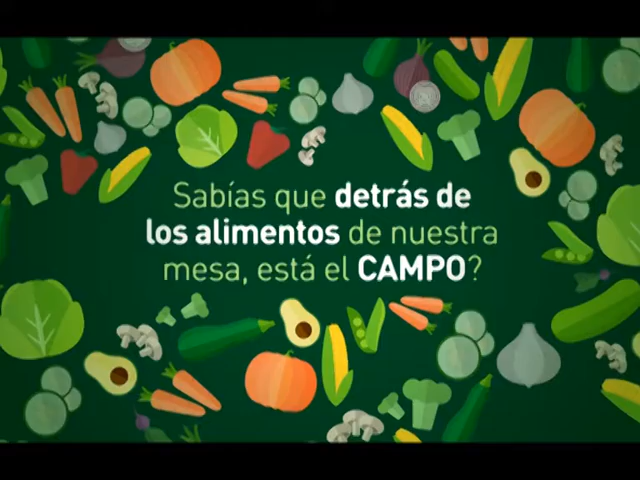 Sabías que detrás de
los alimentos de nuestra
mesa, está el CAMPO?